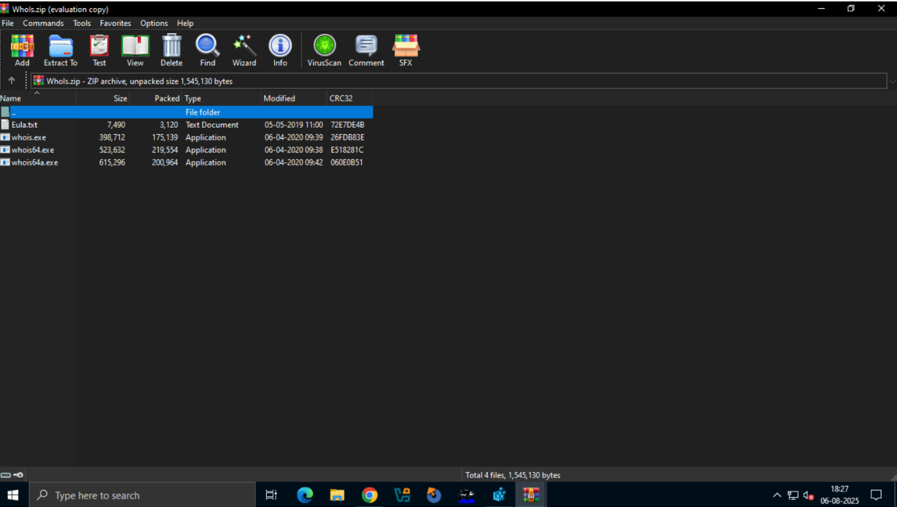 WhoIs.zip (evaluation copy)
File Commands Tools Favorites Options Help
Add Extract To Test View Delete Find Wizard Info VirusScan Comment SFX
WhoIs.zip - ZIP archive, unpacked size 1,545,130 bytes
Name Size Packed Type Modified CRC32
.. File folder
Eula.txt 7,490 3,120 Text Document 05-05-2019 11:00 72E7DE4B
whois.exe 398,712 175,139 Application 06-04-2020 09:39 26FDB83E
whois64.exe 523,632 219,554 Application 06-04-2020 09:38 E518281C
whois64a.exe 615,296 200,964 Application 06-04-2020 09:42 060E0B51
Total 4 files, 1,545,130 bytes
Type here to search
18:27
06-08-2025